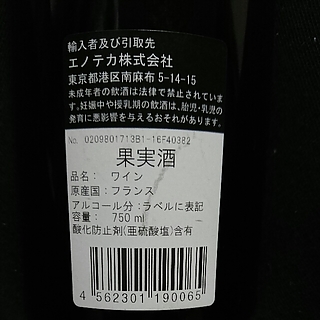 輸入者及び引取先
エノテカ株式会社
東京都港区南麻布 5-14-15
未成年者の飲酒は法律で禁止されていま
す。妊娠中や授乳期の飲酒は、胎児・乳児の
発育に悪影響を与えるおそれがあります。
No. 0209801713B1-16F40382
果実酒
品名: ワイン
原産国:フランス
アルコール分:ラベルに表記
容量: 750 ml
酸化防止剤(亜硫酸塩)含有
4 562301 190065